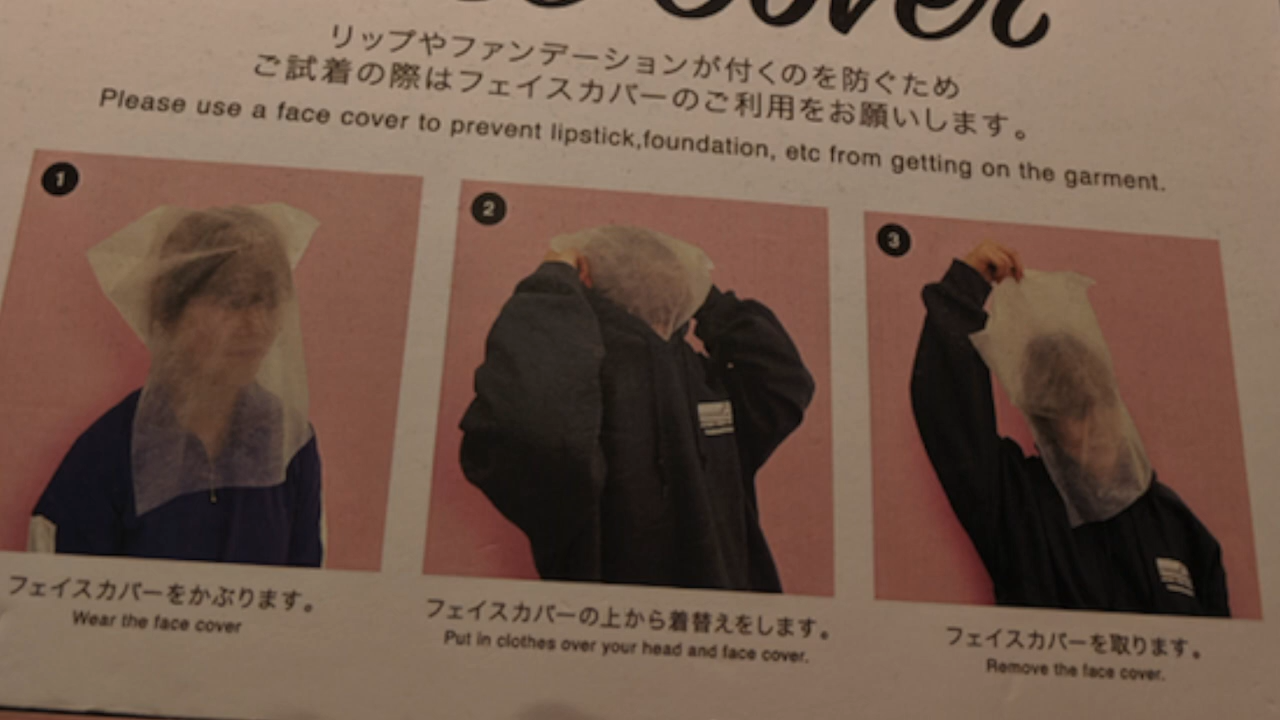 Cover
リップやファンデーションが付くのを防ぐため
ご試着の際はフェイスカバーのご利用をお願いします。
Please use a face cover to prevent lipstick,foundation, etc from getting on the garment.
1
2
3
フェイスカバーをかぶります。
Wear the face cover
フェイスカバーの上から着替えをします。
Put in clothes over your head and face cover.
フェイスカバーを取ります。
Remove the face cover.